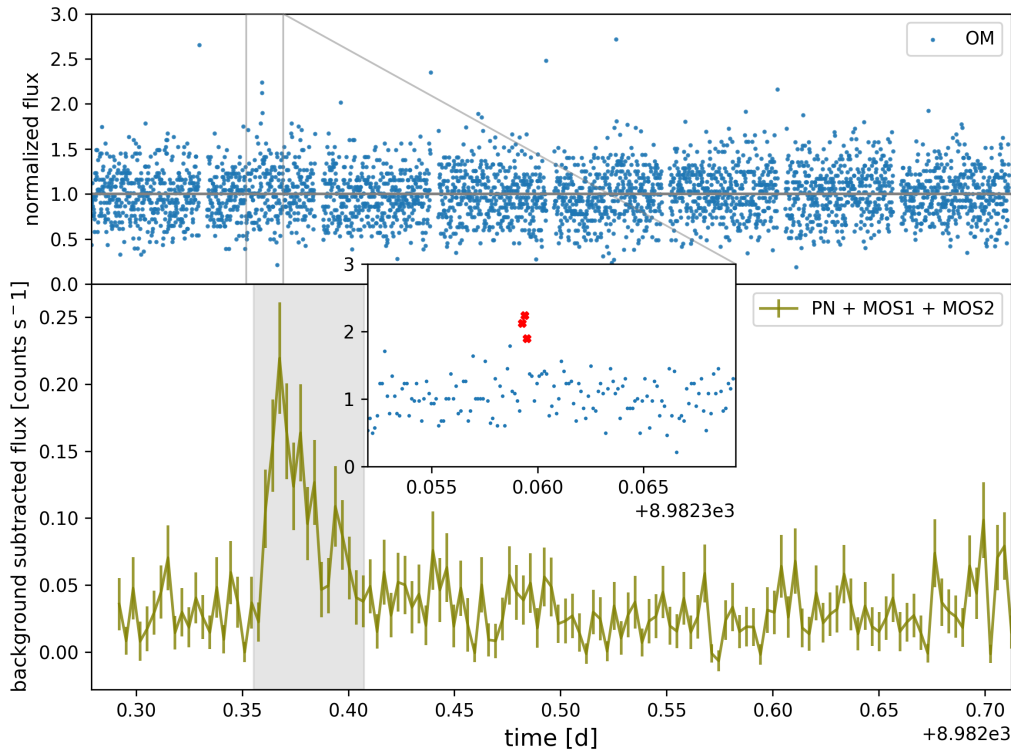 3.0
2.5
2.0
1.5
1.0
0.5
0.0
normalized flux
OM
0.25
0.20
0.15
0.10
0.05
0.00
background subtracted flux [counts s⁻¹]
PN + MOS1 + MOS2
3
2
1
0
0.055 0.060 0.065
+8.9823e3
0.30 0.35 0.40 0.45 0.50 0.55 0.60 0.65 0.70
+8.982e3
time [d]